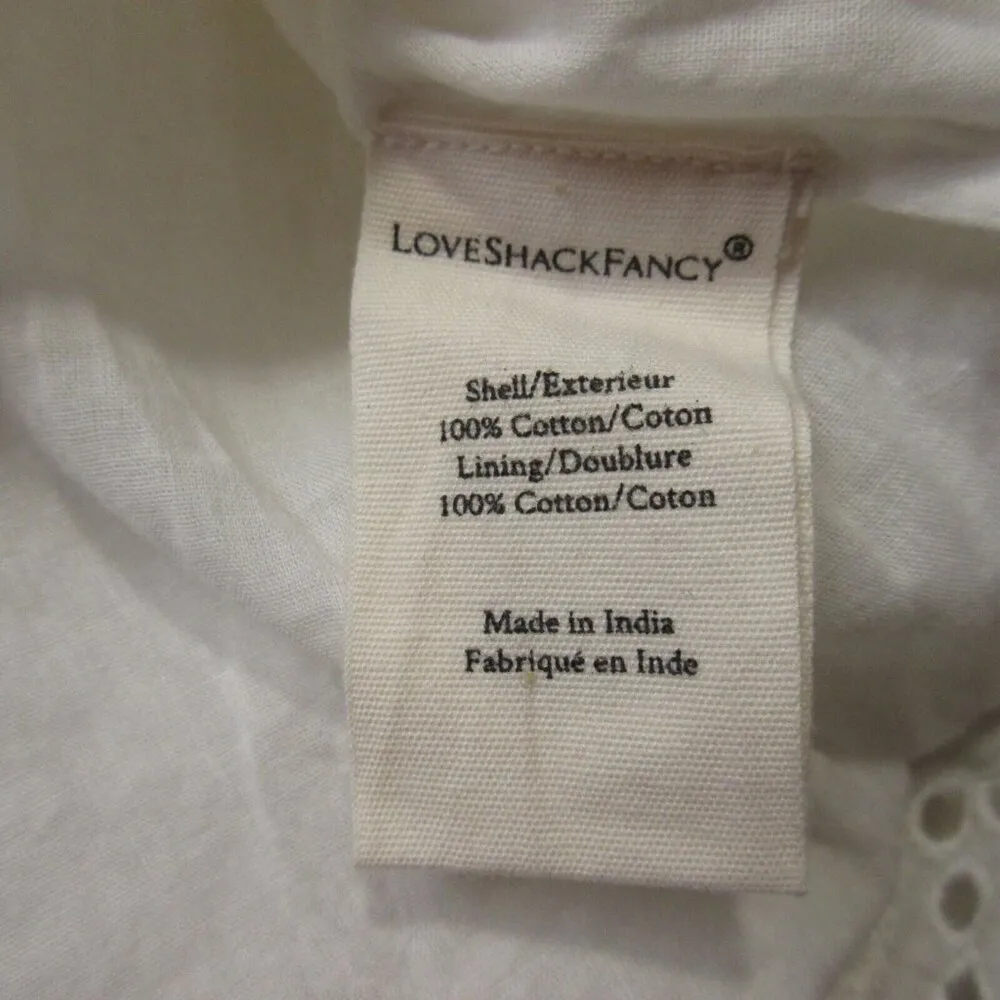 LOVESHACKFANCY®
Shell/Exterieur
100% Cotton/Coton
Lining/Doublure
100% Cotton/Coton
Made in India
Fabriqué en Inde